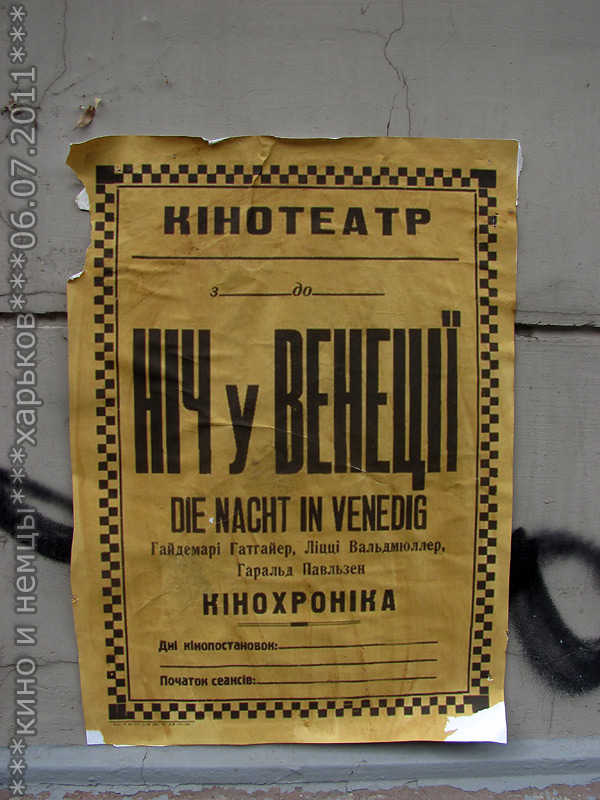 КІНОТЕАТР
з до
НІЧ у ВЕНЕЦІЇ
DIE NACHT IN VENEDIG
Гайдемарі Гатгайер, Ліцці Вальдмюллер,
Гаральд Павльзен
КІНОХРОНІКА
Дні кінопостановок:
Початок сеансів:
***кино и немцы***харьков***06.07.2011***